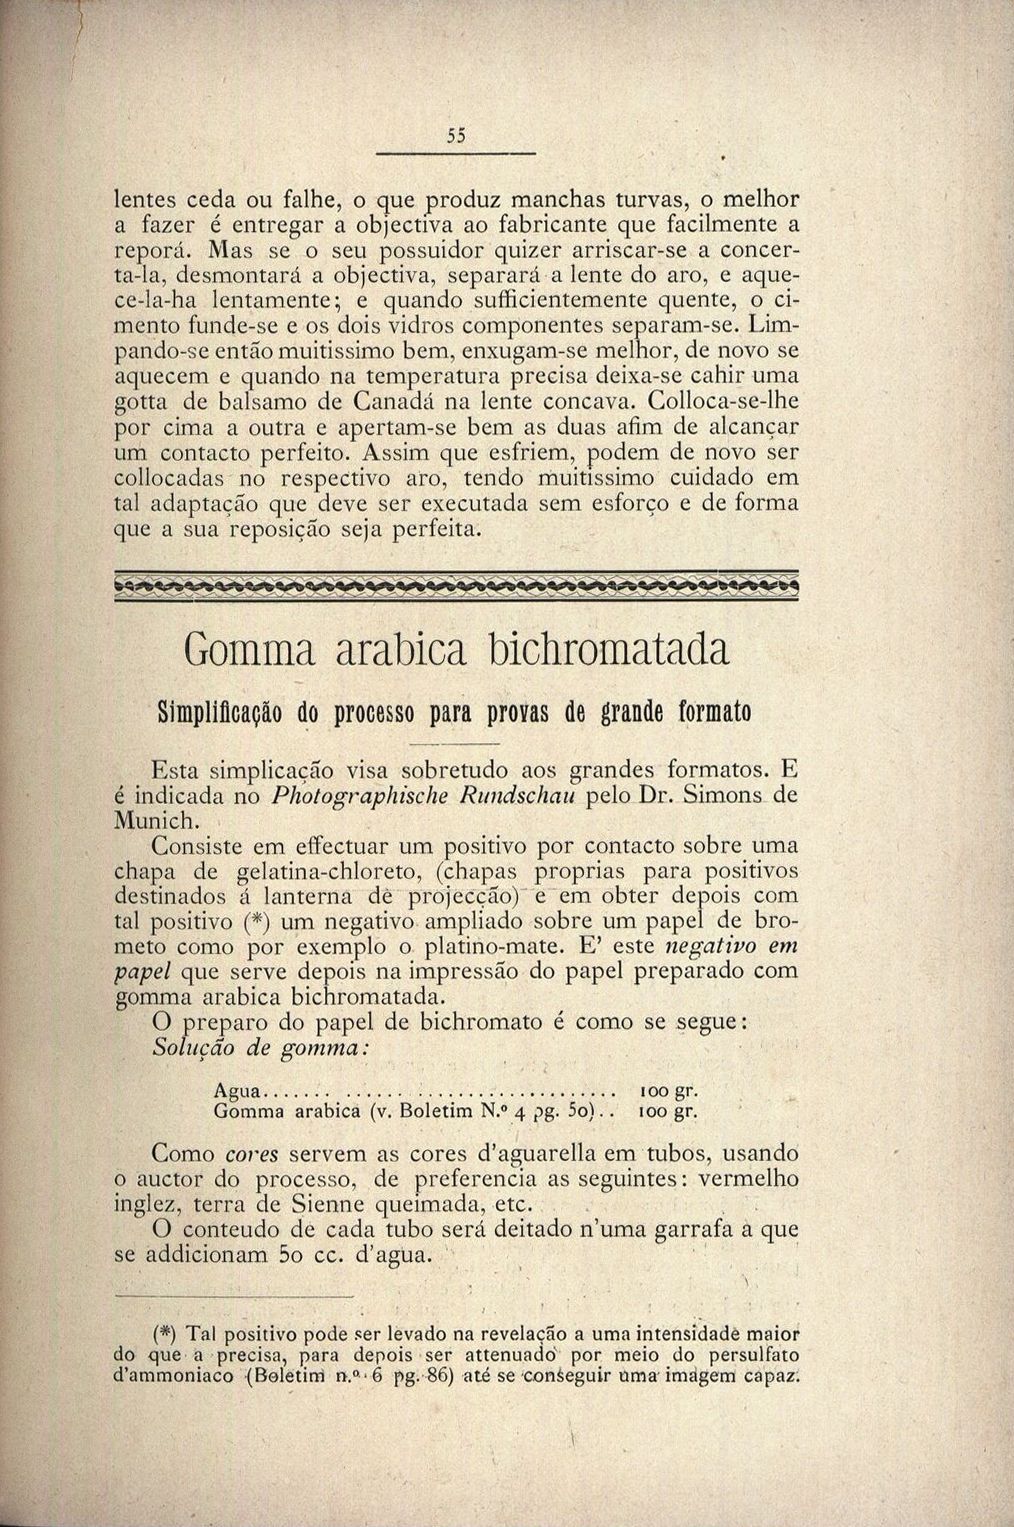 55
lentes ceda ou falhe, o que produz manchas turvas, o melhor
a fazer é entregar a objectiva ao fabricante que facilmente a
reporá. Mas se o seu possuidor quizer arriscar-se a concer-
ta-la, desmontará a objectiva, separará a lente do aro, e aque-
ce-la-ha lentamente; e quando sufficientemente quente, o ci-
mento funde-se e os dois vidros componentes separam-se. Lim-
pando-se então muitissimo bem, enxugam-se melhor, de novo se
aquecem e quando na temperatura precisa deixa-se cahir uma
gotta de balsamo de Canadá na lente concava. Colloca-se-lhe
por cima a outra e apertam-se bem as duas afim de alcançar
um contacto perfeito. Assim que esfriem, podem de novo ser
collocadas no respectivo aro, tendo muitissimo cuidado em
tal adaptação que deve ser executada sem esforço e de forma
que a sua reposição seja perfeita.
Gomma arabica bichromatada
Simplificação do processo para provas de grande formato
Esta simplicação visa sobretudo aos grandes formatos. E
é indicada no Photographische Rundschau pelo Dr. Simons de
Munich.
Consiste em effectuar um positivo por contacto sobre uma
chapa de gelatina-chloreto, (chapas proprias para positivos
destinados á lanterna de projecção) e em obter depois com
tal positivo (*) um negativo ampliado sobre um papel de bro-
meto como por exemplo o platino-mate. E' este negativo em
papel que serve depois na impressão do papel preparado com
gomma arabica bichromatada.
O preparo do papel de bichromato é como se segue:
Solução de gomma:
Agua....... ...... ...................... 100 gr.
Gomma arabica (v. Boletim N.º 4 pg. 50).. 100 gr.
Como cores servem as cores d'aguarella em tubos, usando
o auctor do processo, de preferencia as seguintes: vermelho
inglez, terra de Sienne queimada, etc.
O conteudo de cada tubo será deitado n'uma garrafa a que
se addicionam 50 cc. d'agua.
(*) Tal positivo pode ser levado na revelação a uma intensidade maior
do que a precisa, para depois ser attenuado por meio do persulfato
d'ammoniaco (Boletim n.º 6 pg. 86) até se conseguir uma imagem capaz.